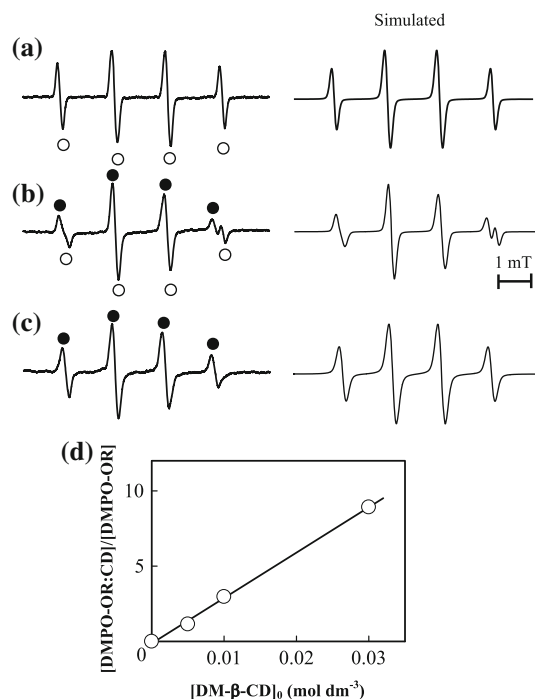 Simulated
(a)
(b)
1 mT
(c)
(d)
[DMPO-OR:CD]/[DMPO-OR]
10
5
0
0.01
0.02
0.03
[DM-β-CD]₀ (mol dm⁻³)